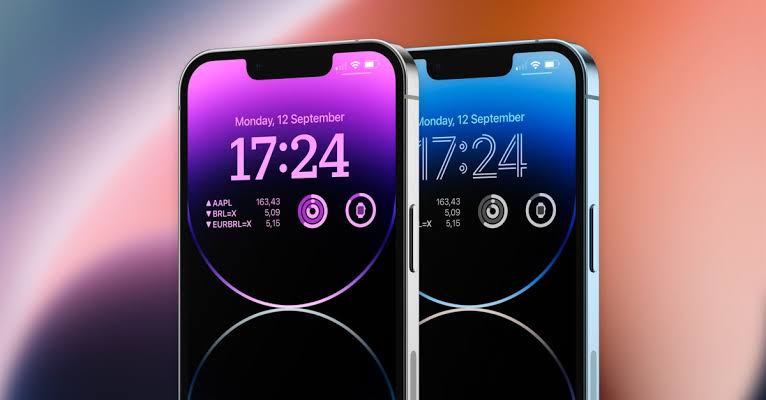 Monday, 12 September
17:24
▲ AAPL 163,43
▼ BRL=X 5,09
▼ EURBRL=X 5,15
Monday, 12 September
17:24
163,43
5,09
BRL=X 5,15